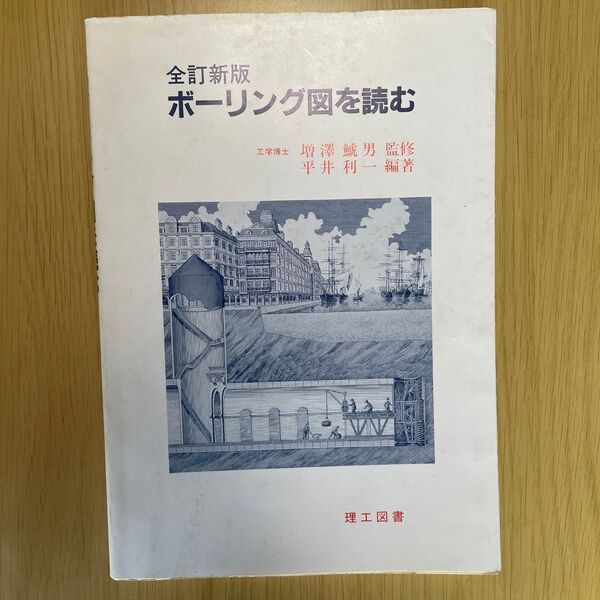 全訂新版
ボーリング図を読む
工学博士 増澤鯱男 監修
平井利一 編著
理工図書